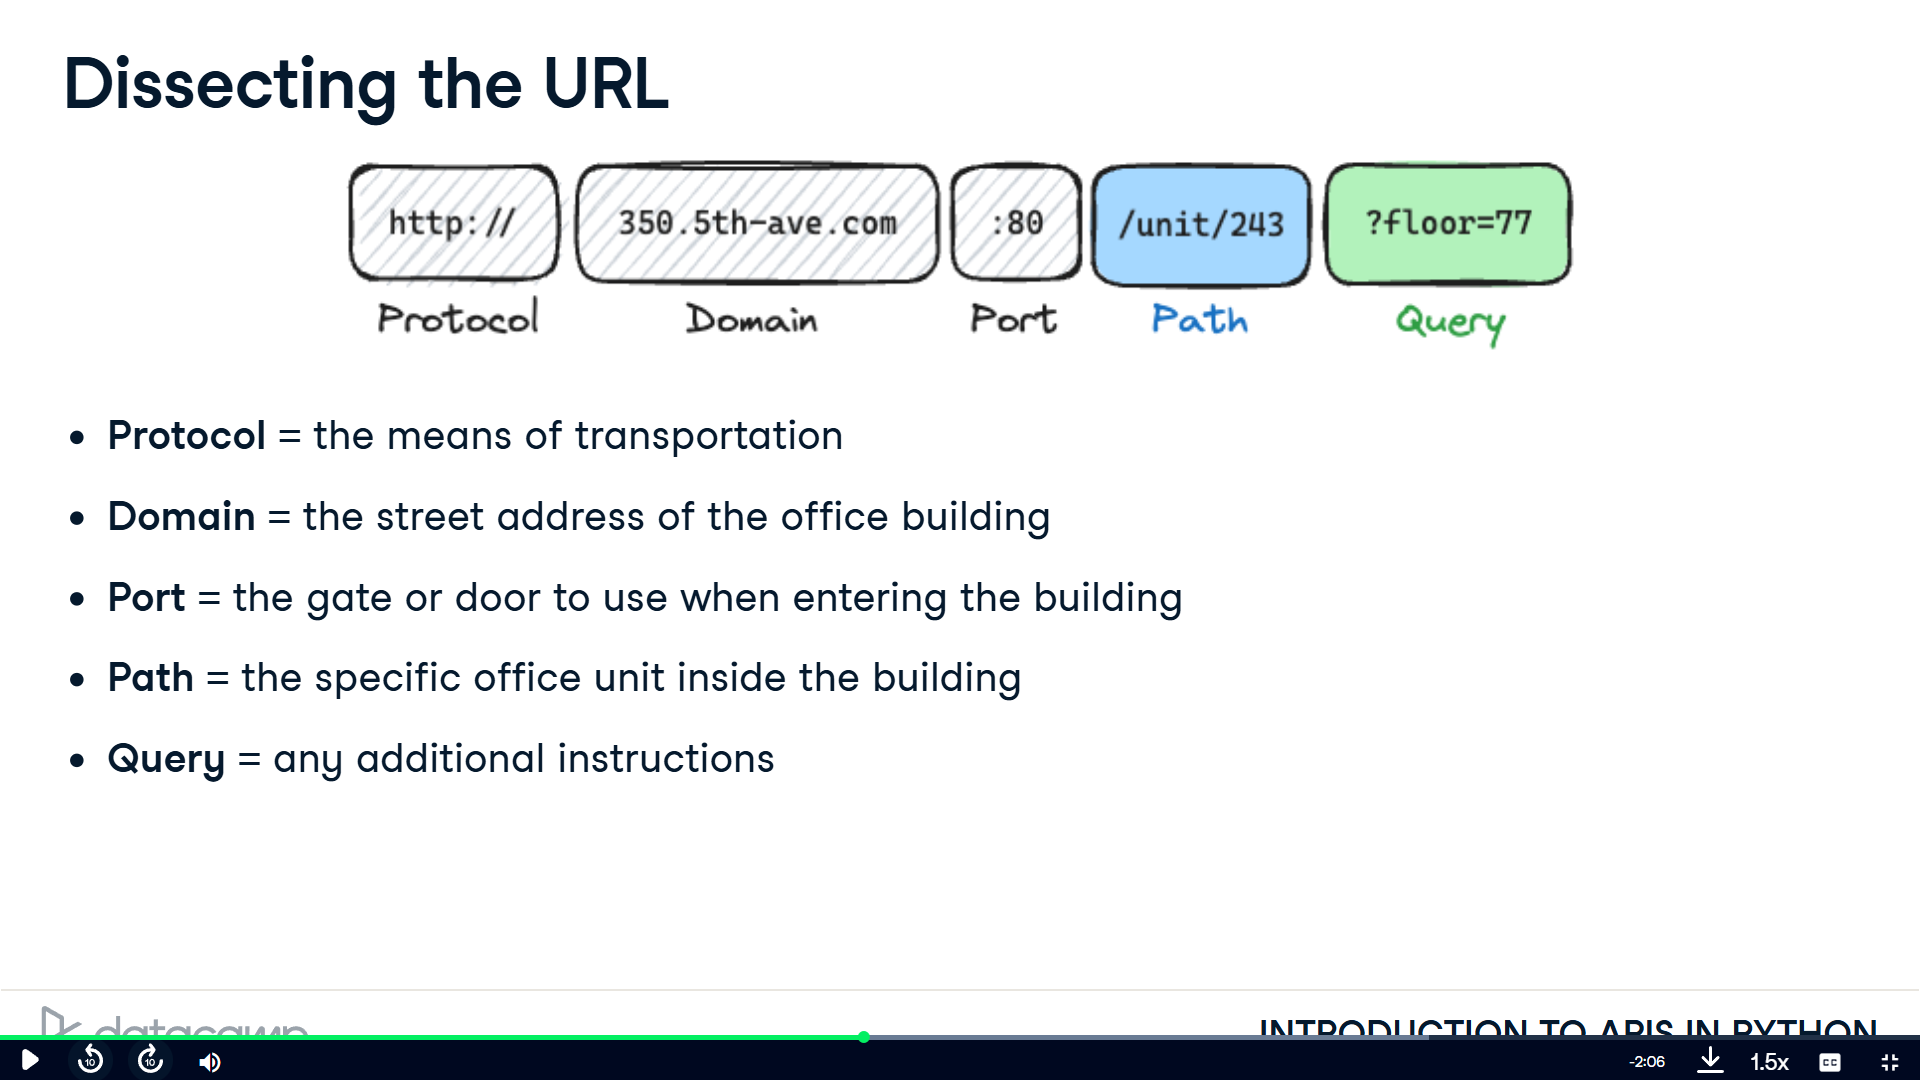 Dissecting the URL
http:// 350.5th-ave.com :80 /unit/243 ?floor=77
Protocol Domain Port Path Query
• Protocol = the means of transportation
• Domain = the street address of the office building
• Port = the gate or door to use when entering the building
• Path = the specific office unit inside the building
• Query = any additional instructions
datacamp INTRODUCTION TO APIS IN PYTHON
10 10 -2:06 1.5x CC